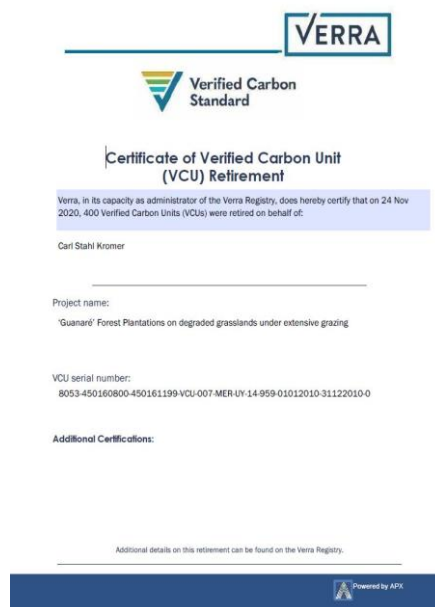 VERRA
Verified Carbon
Standard
Certificate of Verified Carbon Unit
(VCU) Retirement
Verra, in its capacity as administrator of the Verra Registry, does hereby certify that on 24 Nov
2020, 400 Verified Carbon Units (VCUs) were retired on behalf of:
Carl Stahl Kromer
Project name:
'Guanaré' Forest Plantations on degraded grasslands under extensive grazing
VCU serial number:
8053-450160800-450161199-VCU-007-MER-UY-14-959-01012010-31122010-0
Additional Certifications:
Additional details on this retirement can be found on the Verra Registry.
Powered by APX